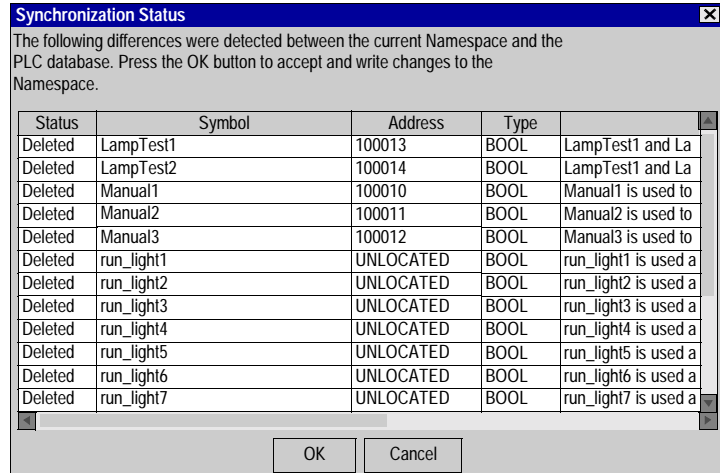 Synchronization Status
The following differences were detected between the current Namespace and the
PLC database. Press the OK button to accept and write changes to the
Namespace.
Status Symbol Address Type
Deleted LampTest1 100013 BOOL LampTest1 and La
Deleted LampTest2 100014 BOOL LampTest1 and La
Deleted Manual1 100010 BOOL Manual1 is used to
Deleted Manual2 100011 BOOL Manual2 is used to
Deleted Manual3 100012 BOOL Manual3 is used to
Deleted run_light1 UNLOCATED BOOL run_light1 is used a
Deleted run_light2 UNLOCATED BOOL run_light2 is used a
Deleted run_light3 UNLOCATED BOOL run_light3 is used a
Deleted run_light4 UNLOCATED BOOL run_light4 is used a
Deleted run_light5 UNLOCATED BOOL run_light5 is used a
Deleted run_light6 UNLOCATED BOOL run_light6 is used a
Deleted run_light7 UNLOCATED BOOL run_light7 is used a
OK Cancel